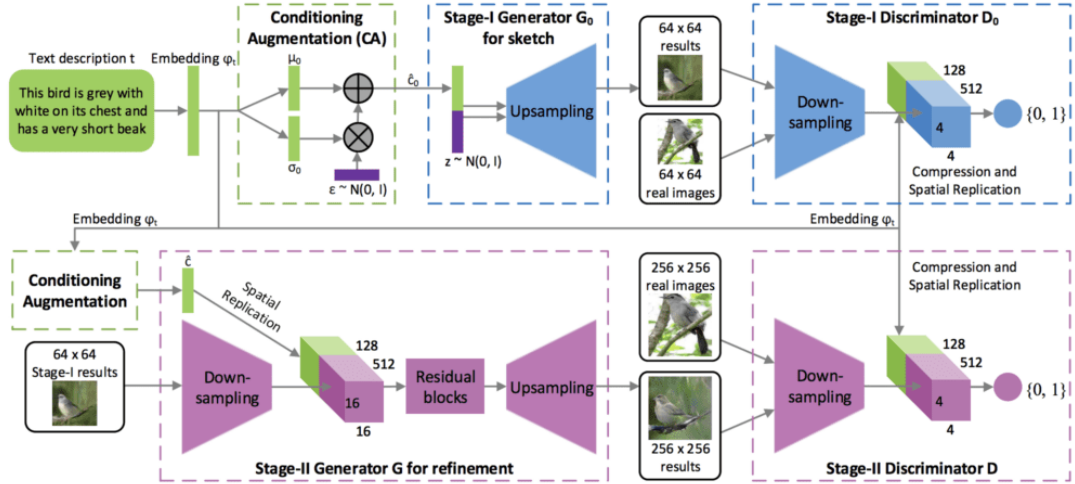 Conditioning
Augmentation (CA)
Stage-I Generator G₀
for sketch
Stage-I Discriminator D₀
Text description t
Embedding φₜ
This bird is grey with
white on its chest and
has a very short beak
μ₀
σ₀
ε ~ N(0, I)
ĉ₀
z ~ N(0, I)
Upsampling
64 x 64
results
64 x 64
real images
Down-
sampling
128
512
4
4
{0, 1}
Compression and
Spatial Replication
Embedding φₜ
Embedding φₜ
Conditioning
Augmentation
ĉ
Spatial
Replication
64 x 64
Stage-I results
Down-
sampling
128
512
16
16
Residual
blocks
Upsampling
Stage-II Generator G for refinement
256 x 256
real images
256 x 256
results
Compression and
Spatial Replication
Down-
sampling
128
512
4
4
{0, 1}
Stage-II Discriminator D